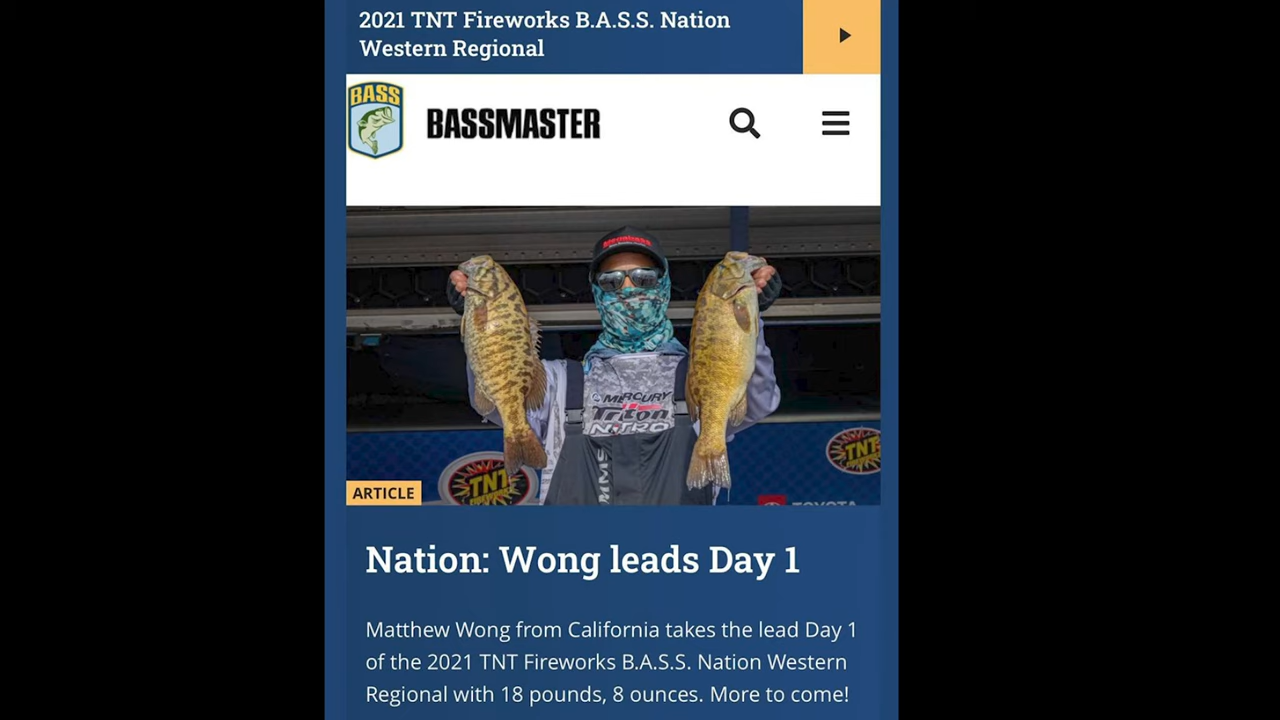 2021 TNT Fireworks B.A.S.S. Nation
Western Regional
BASS
BASSMASTER
MERCURY
Triton
NITRO
TNT
FIREWORKS
TNT
TOYOTA
ARTICLE
Nation: Wong leads Day 1
Matthew Wong from California takes the lead Day 1
of the 2021 TNT Fireworks B.A.S.S. Nation Western
Regional with 18 pounds, 8 ounces. More to come!